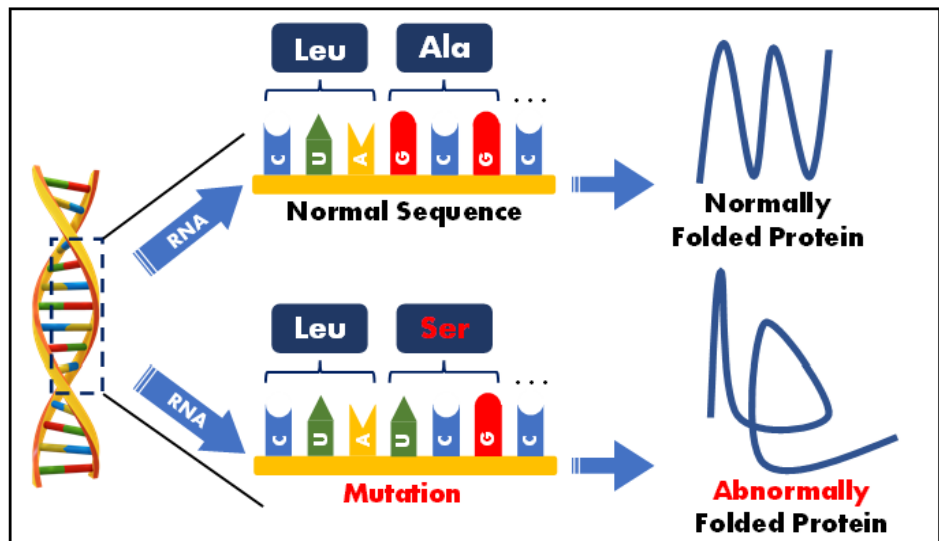 Leu Ala
...
C U A G C G C
RNA
Normal Sequence
Normally
Folded Protein
Leu Ser
...
C U A U C G C
RNA
Mutation
Abnormally
Folded Protein